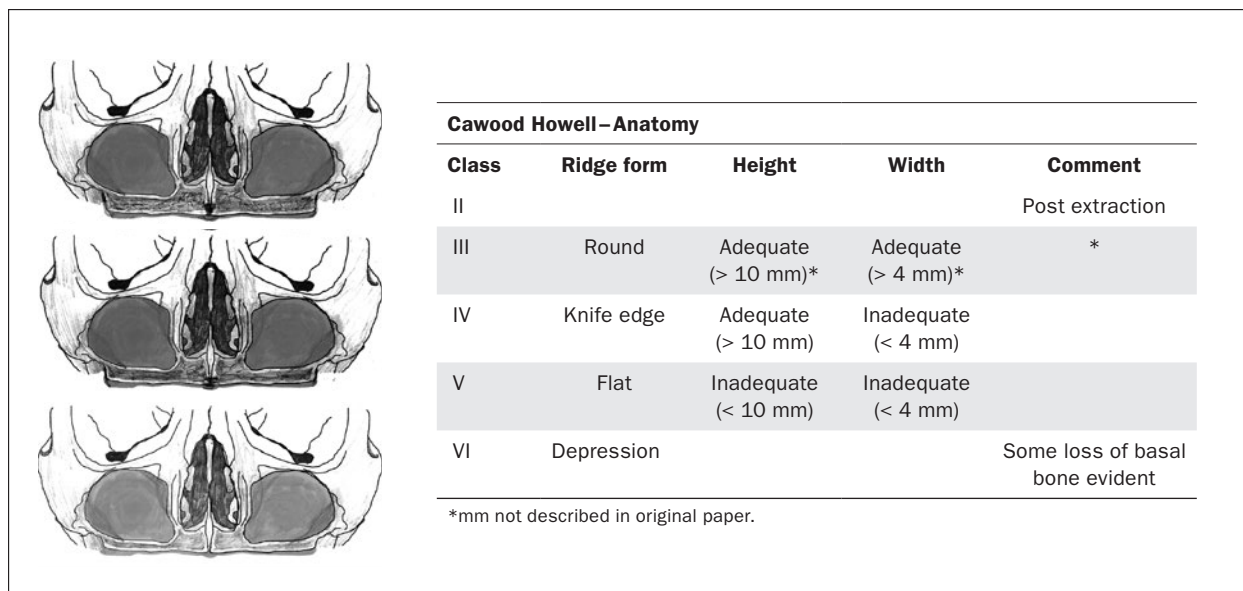 Cawood Howell–Anatomy
Class Ridge form Height Width Comment
II Post extraction
III Round Adequate Adequate *
(> 10 mm)* (> 4 mm)*
IV Knife edge Adequate Inadequate
(> 10 mm) (< 4 mm)
V Flat Inadequate Inadequate
(< 10 mm) (< 4 mm)
VI Depression Some loss of basal
bone evident
*mm not described in original paper.